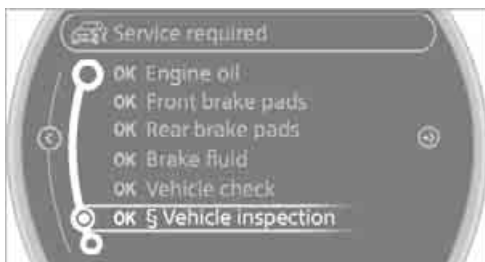 Service required
OK Engine oil
OK Front brake pads
OK Rear brake pads
OK Brake fluid
OK Vehicle check
OK § Vehicle inspection